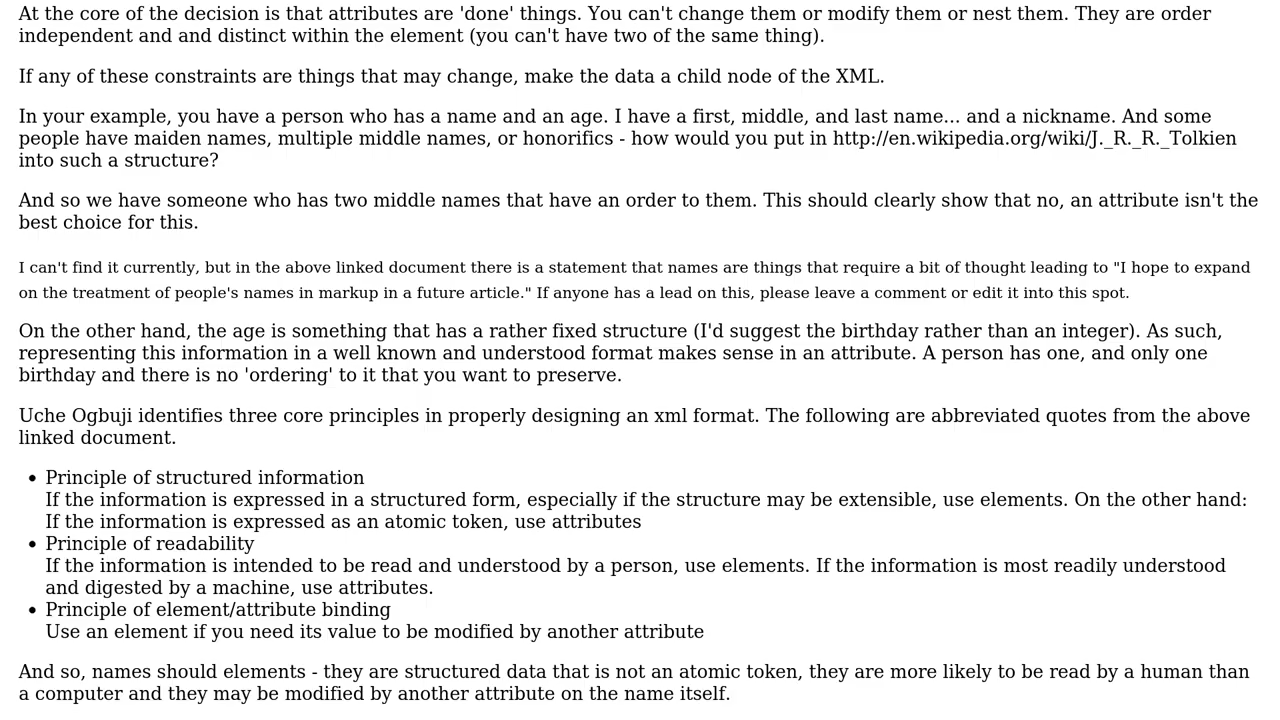 At the core of the decision is that attributes are 'done' things. You can't change them or modify them or nest them. They are order
independent and and distinct within the element (you can't have two of the same thing).
If any of these constraints are things that may change, make the data a child node of the XML.
In your example, you have a person who has a name and an age. I have a first, middle, and last name... and a nickname. And some
people have maiden names, multiple middle names, or honorifics - how would you put in http://en.wikipedia.org/wiki/J._R._R._Tolkien
into such a structure?
And so we have someone who has two middle names that have an order to them. This should clearly show that no, an attribute isn't the
best choice for this.
I can't find it currently, but in the above linked document there is a statement that names are things that require a bit of thought leading to "I hope to expand
on the treatment of people's names in markup in a future article." If anyone has a lead on this, please leave a comment or edit it into this spot.
On the other hand, the age is something that has a rather fixed structure (I'd suggest the birthday rather than an integer). As such,
representing this information in a well known and understood format makes sense in an attribute. A person has one, and only one
birthday and there is no 'ordering' to it that you want to preserve.
Uche Ogbuji identifies three core principles in properly designing an xml format. The following are abbreviated quotes from the above
linked document.
• Principle of structured information
If the information is expressed in a structured form, especially if the structure may be extensible, use elements. On the other hand:
If the information is expressed as an atomic token, use attributes
• Principle of readability
If the information is intended to be read and understood by a person, use elements. If the information is most readily understood
and digested by a machine, use attributes.
• Principle of element/attribute binding
Use an element if you need its value to be modified by another attribute
And so, names should elements - they are structured data that is not an atomic token, they are more likely to be read by a human than
a computer and they may be modified by another attribute on the name itself.